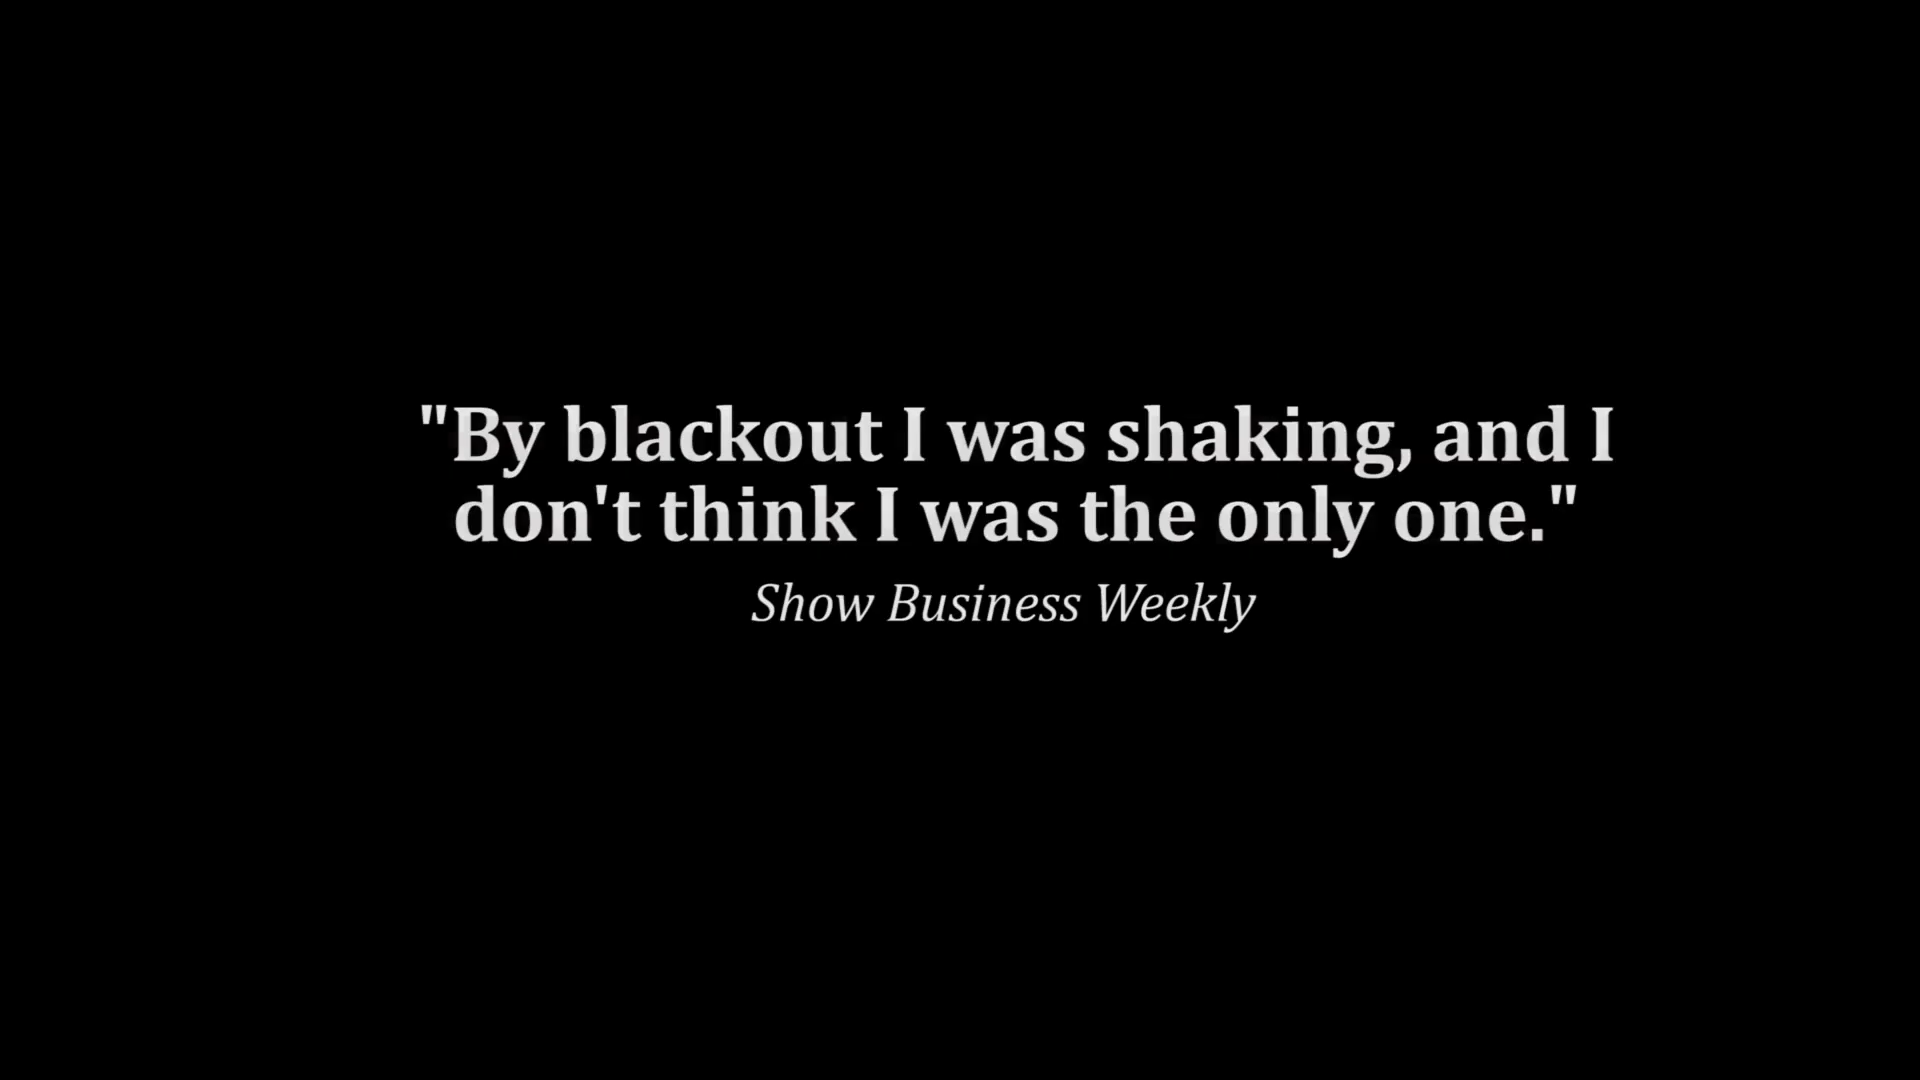 "By blackout I was shaking, and I
don't think I was the only one."
Show Business Weekly